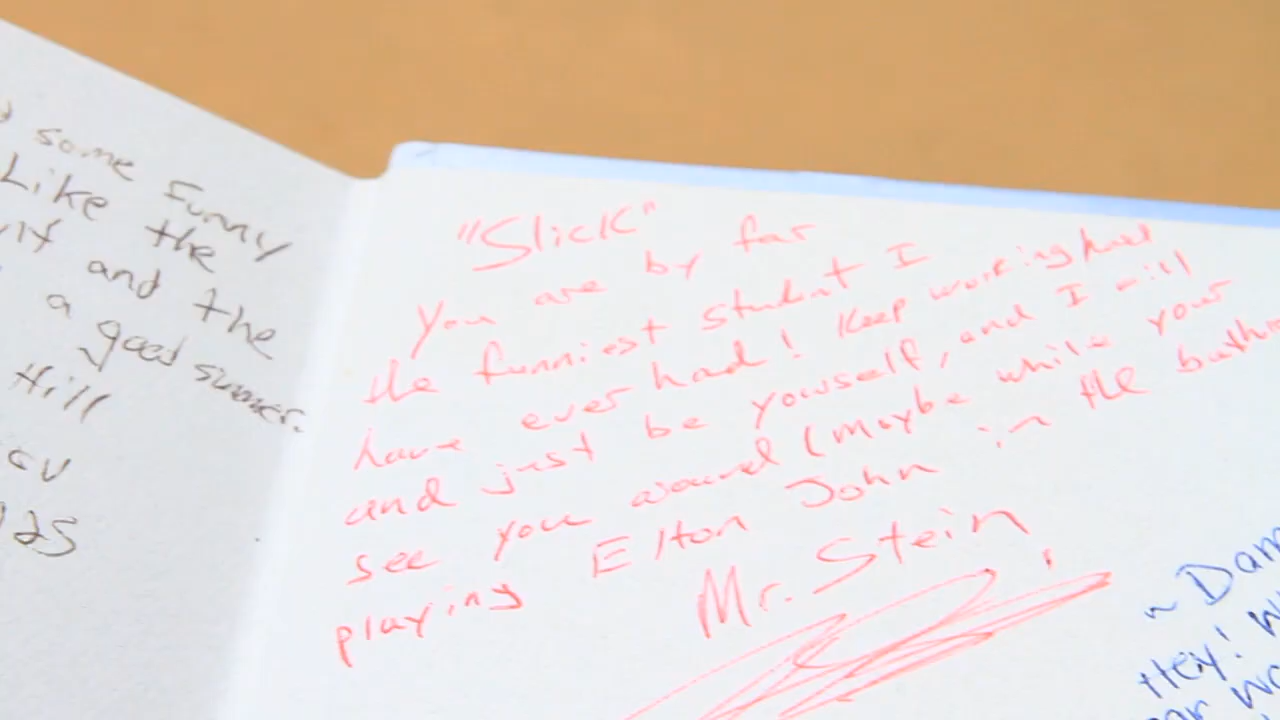 some Funny
Like the
and the
a good summer.
Hill
"Slick"
You are by far
the funniest student I
have ever had! Keep working hard
and just be yourself, and I will
see you around (maybe while your
playing Elton John in the
Mr. Stein
~ Dan
Hey!